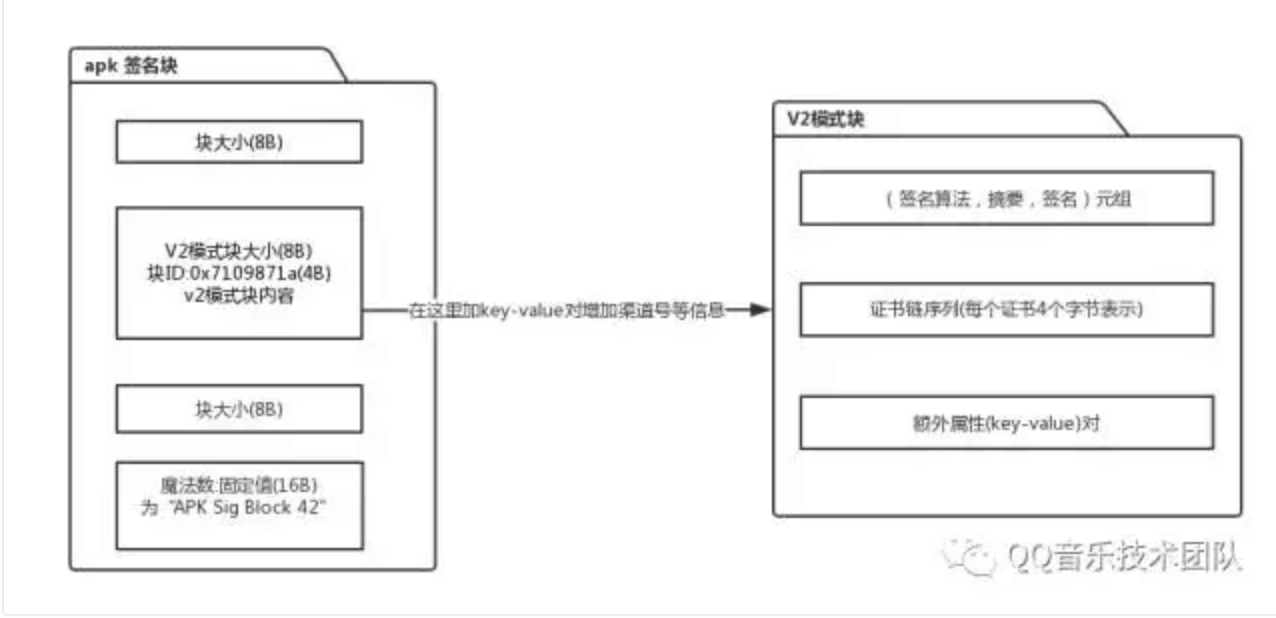 apk 签名块
块大小(8B)
V2模式块大小(8B)
块ID:0x7109871a(4B)
v2模式块内容
块大小(8B)
魔法数:固定值(16B)
为“APK Sig Block 42”
在这里加key-value对增加渠道号等信息
V2模式块
（签名算法，摘要，签名）元组
证书链序列(每个证书4个字节表示)
额外属性(key-value)对
QQ音乐技术团队